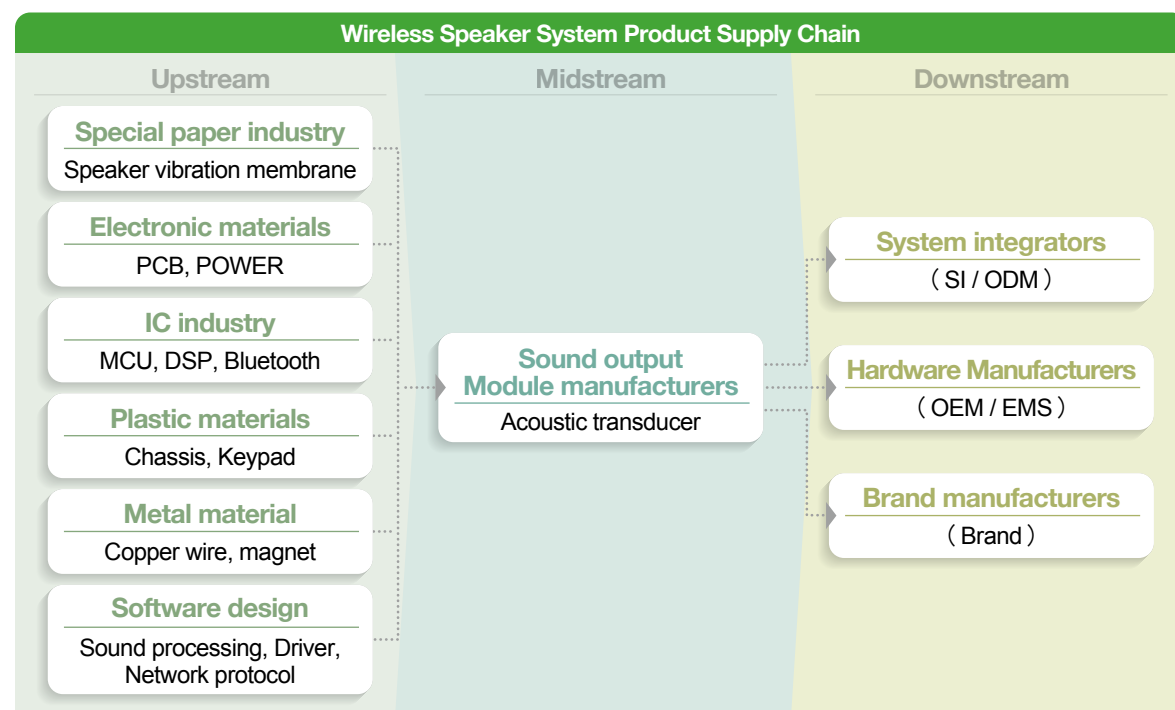 Wireless Speaker System Product Supply Chain
Upstream
Special paper industry
Speaker vibration membrane
Electronic materials
PCB, POWER
IC industry
MCU, DSP, Bluetooth
Plastic materials
Chassis, Keypad
Metal material
Copper wire, magnet
Software design
Sound processing, Driver,
Network protocol
Midstream
Sound output
Module manufacturers
Acoustic transducer
Downstream
System integrators
（ SI / ODM ）
Hardware Manufacturers
（ OEM / EMS ）
Brand manufacturers
（ Brand ）